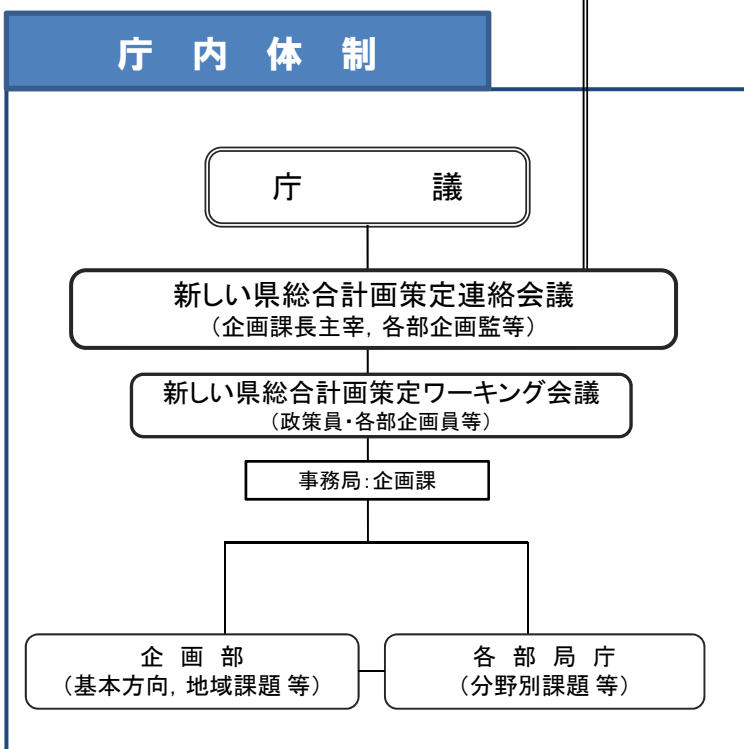 庁内体制
庁議
新しい県総合計画策定連絡会議
（企画課長主宰，各部企画監等）
新しい県総合計画策定ワーキング会議
（政策員・各部企画員等）
事務局：企画課
企画部
（基本方向，地域課題 等）
各部局庁
（分野別課題 等）